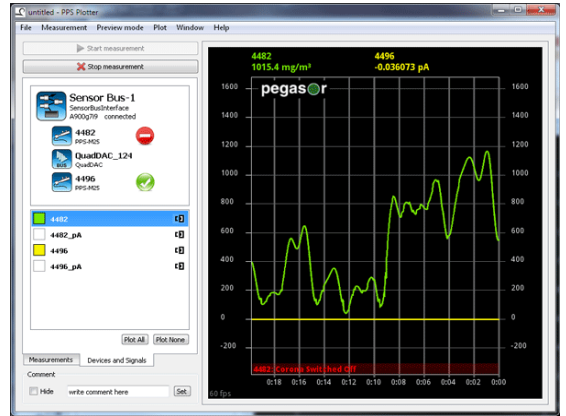 untitled - PPS Plotter
File Measurement Preview mode Plot Window Help
Start measurement
Stop measurement
Sensor Bus-1
SensorBusInterface
A900g7l9 connected
4482
PPS-M25
QuadDAC_124
BUS
QuadDAC
4496
PPS-M25
4482
4482_pA
4496
4496_pA
Plot All Plot None
Measurements Devices and Signals
Comment
Hide write comment here Set
4482 4496
1015.4 mg/m³ -0.036073 pA
pegasor
1600 1600
1400 1400
1200 1200
1000 1000
800 800
600 600
400 400
200 200
0 0
-200 -200
4482: Corona Switched Off
0:18 0:16 0:14 0:12 0:10 0:08 0:06 0:04 0:02 0:00
60 fps